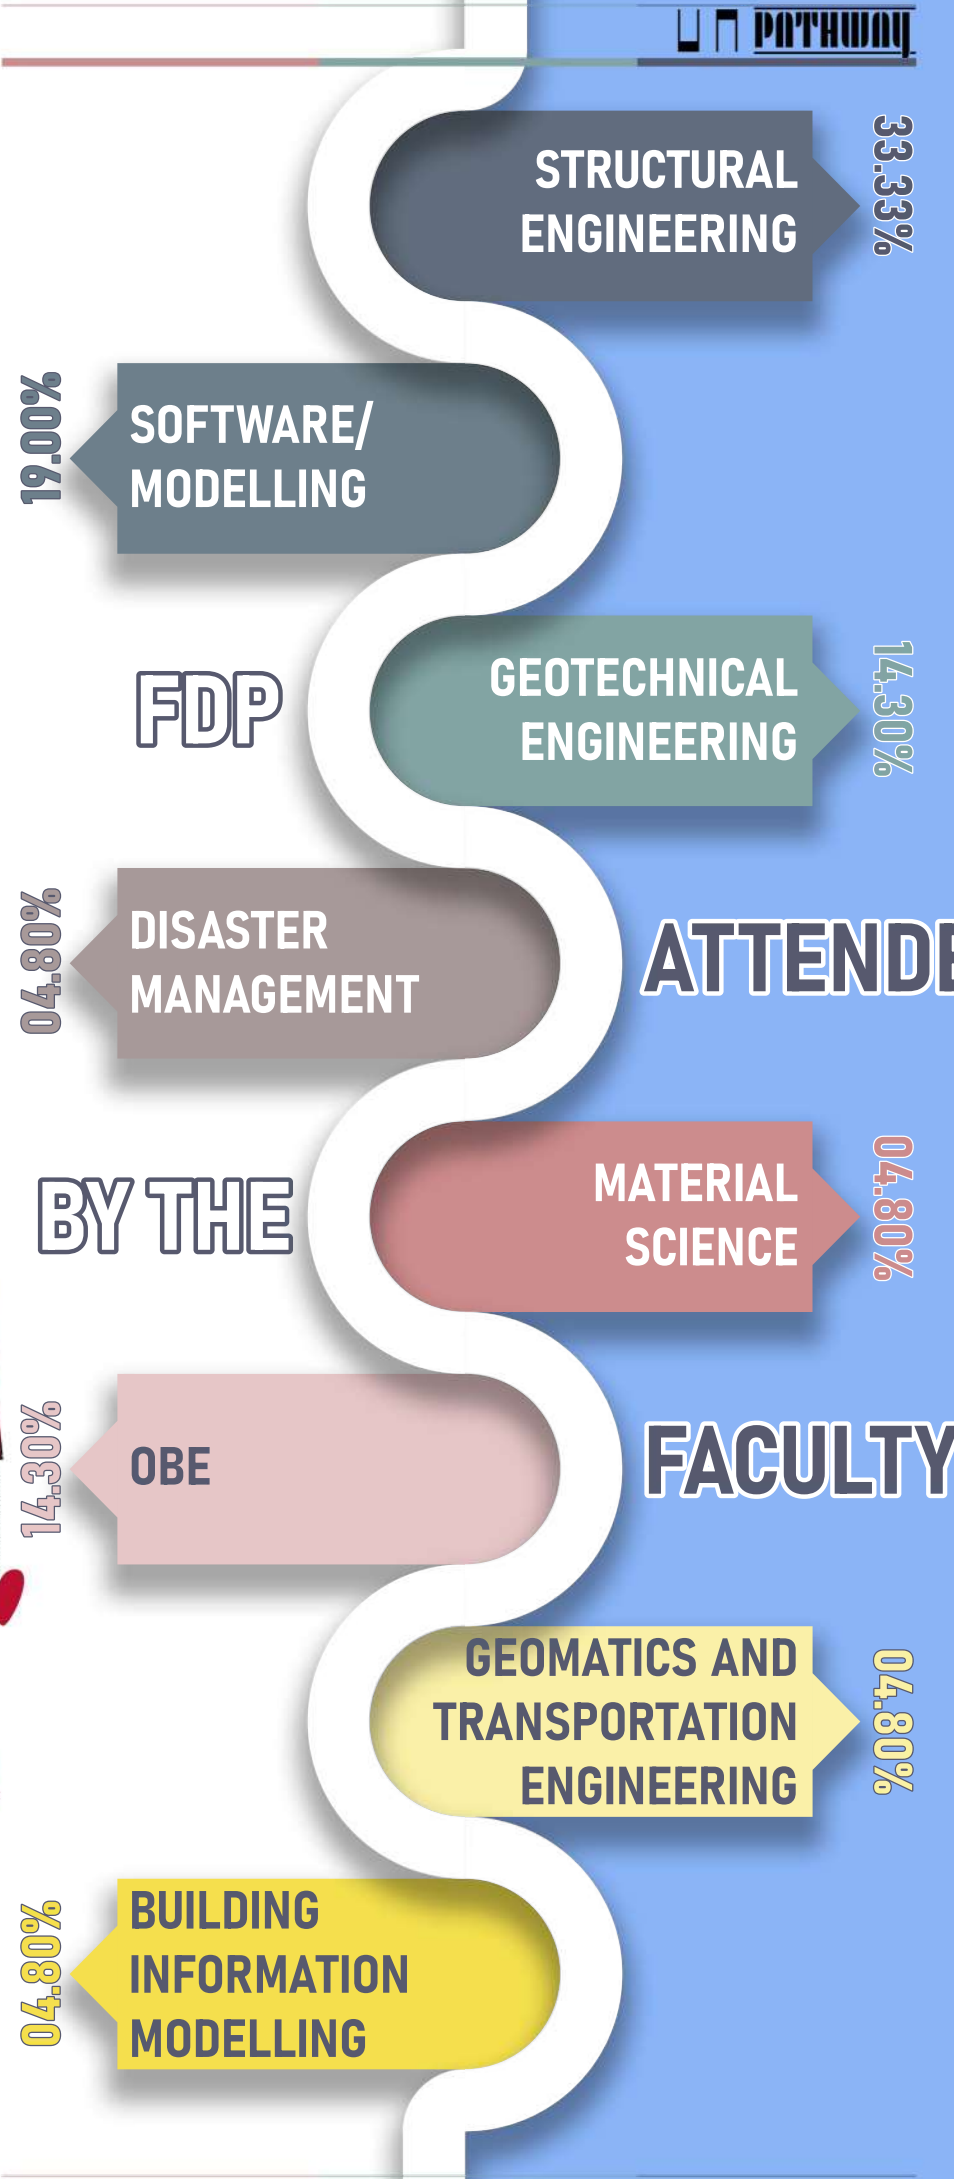 PATHWAY
STRUCTURAL
ENGINEERING
33.33%
SOFTWARE/
MODELLING
19.00%
FDP
GEOTECHNICAL
ENGINEERING
14.30%
DISASTER
MANAGEMENT
04.80%
ATTENDE
BY THE
MATERIAL
SCIENCE
04.80%
OBE
14.30%
FACULTY
GEOMATICS AND
TRANSPORTATION
ENGINEERING
04.80%
BUILDING
INFORMATION
MODELLING
04.80%